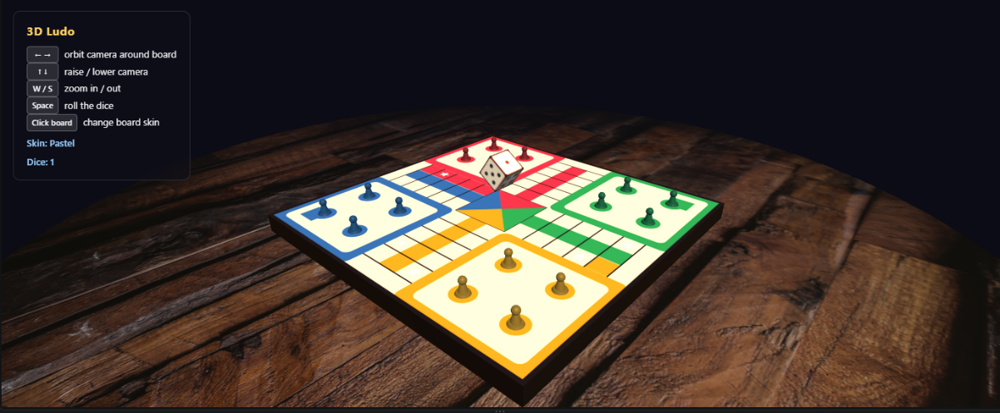 3D Ludo
←→ orbit camera around board
↑↓ raise / lower camera
W / S zoom in / out
Space roll the dice
Click board change board skin
Skin: Pastel
Dice: 1